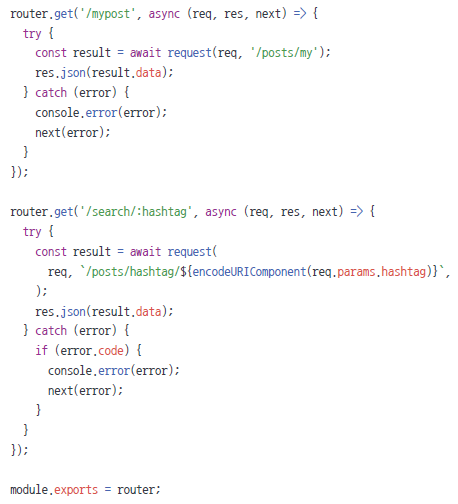 router.get('/mypost', async (req, res, next) => {
  try {
    const result = await request(req, '/posts/my');
    res.json(result.data);
  } catch (error) {
    console.error(error);
    next(error);
  }
});

router.get('/search/:hashtag', async (req, res, next) => {
  try {
    const result = await request(
      req, `/posts/hashtag/${encodeURIComponent(req.params.hashtag)}`,
    );
    res.json(result.data);
  } catch (error) {
    if (error.code) {
      console.error(error);
      next(error);
    }
  }
});

module.exports = router;